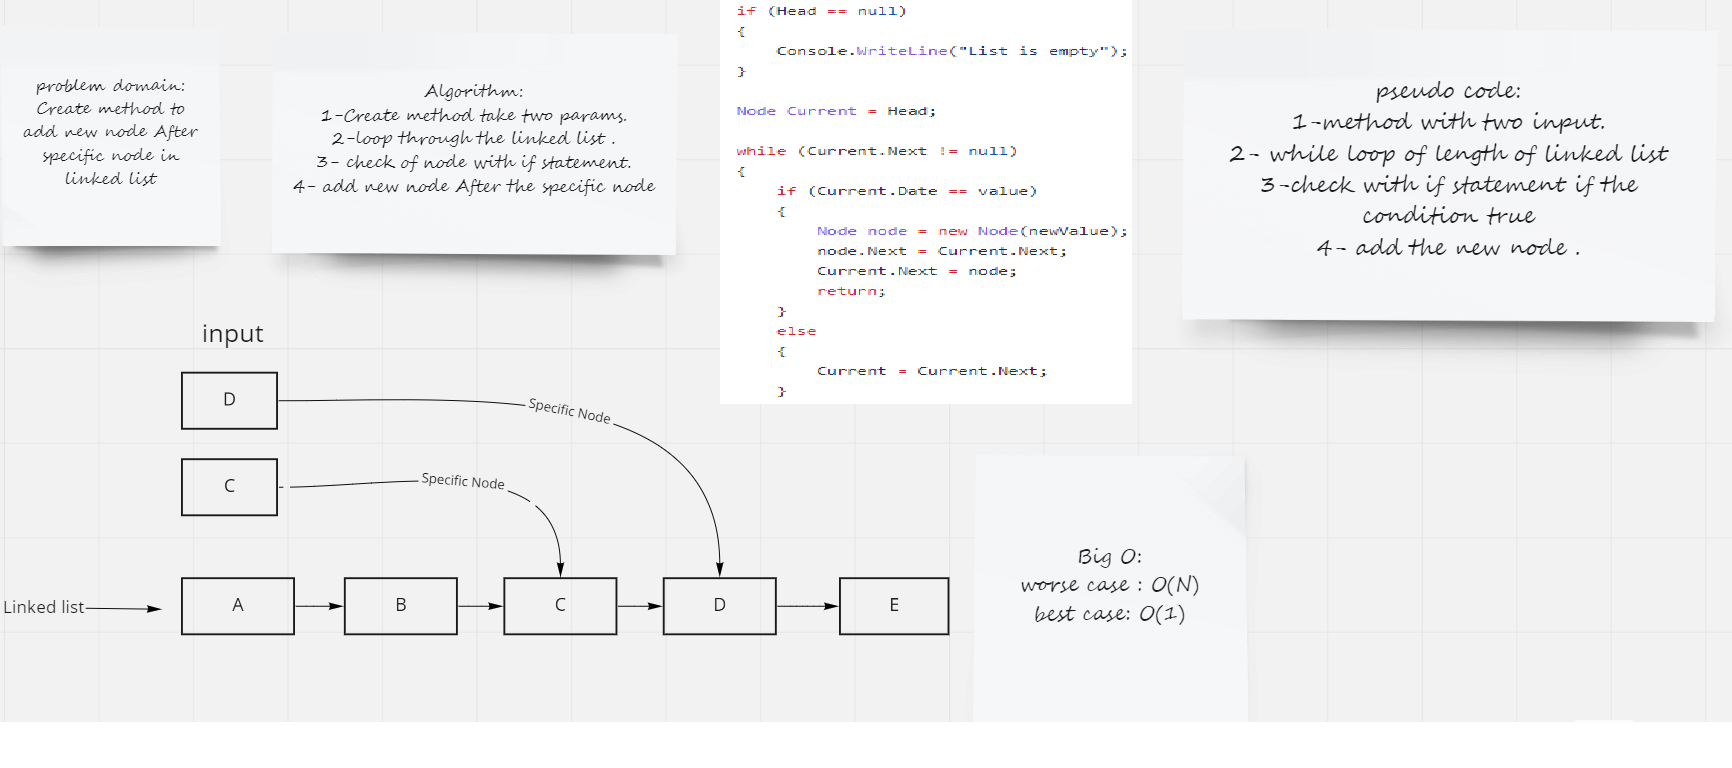 problem domain:
Create method to
add new node After
specific node in
linked list
Algorithm:
1-Create method take two params.
2-loop through the linked list .
3- check of node with if statement.
4- add new node After the specific node
if (Head == null)
{
Console.WriteLine("List is empty");
}
Node Current = Head;
while (Current.Next != null)
{
if (Current.Date == value)
{
Node node = new Node(newValue);
node.Next = Current.Next;
Current.Next = node;
return;
}
else
{
Current = Current.Next;
}
pseudo code:
1-method with two input.
2- while loop of length of linked list
3-check with if statement if the
condition true
4- add the new node .
input
D
Specific Node
C
Specific Node
Linked list
A
B
C
D
E
Big O:
worse case : O(N)
best case: O(1)